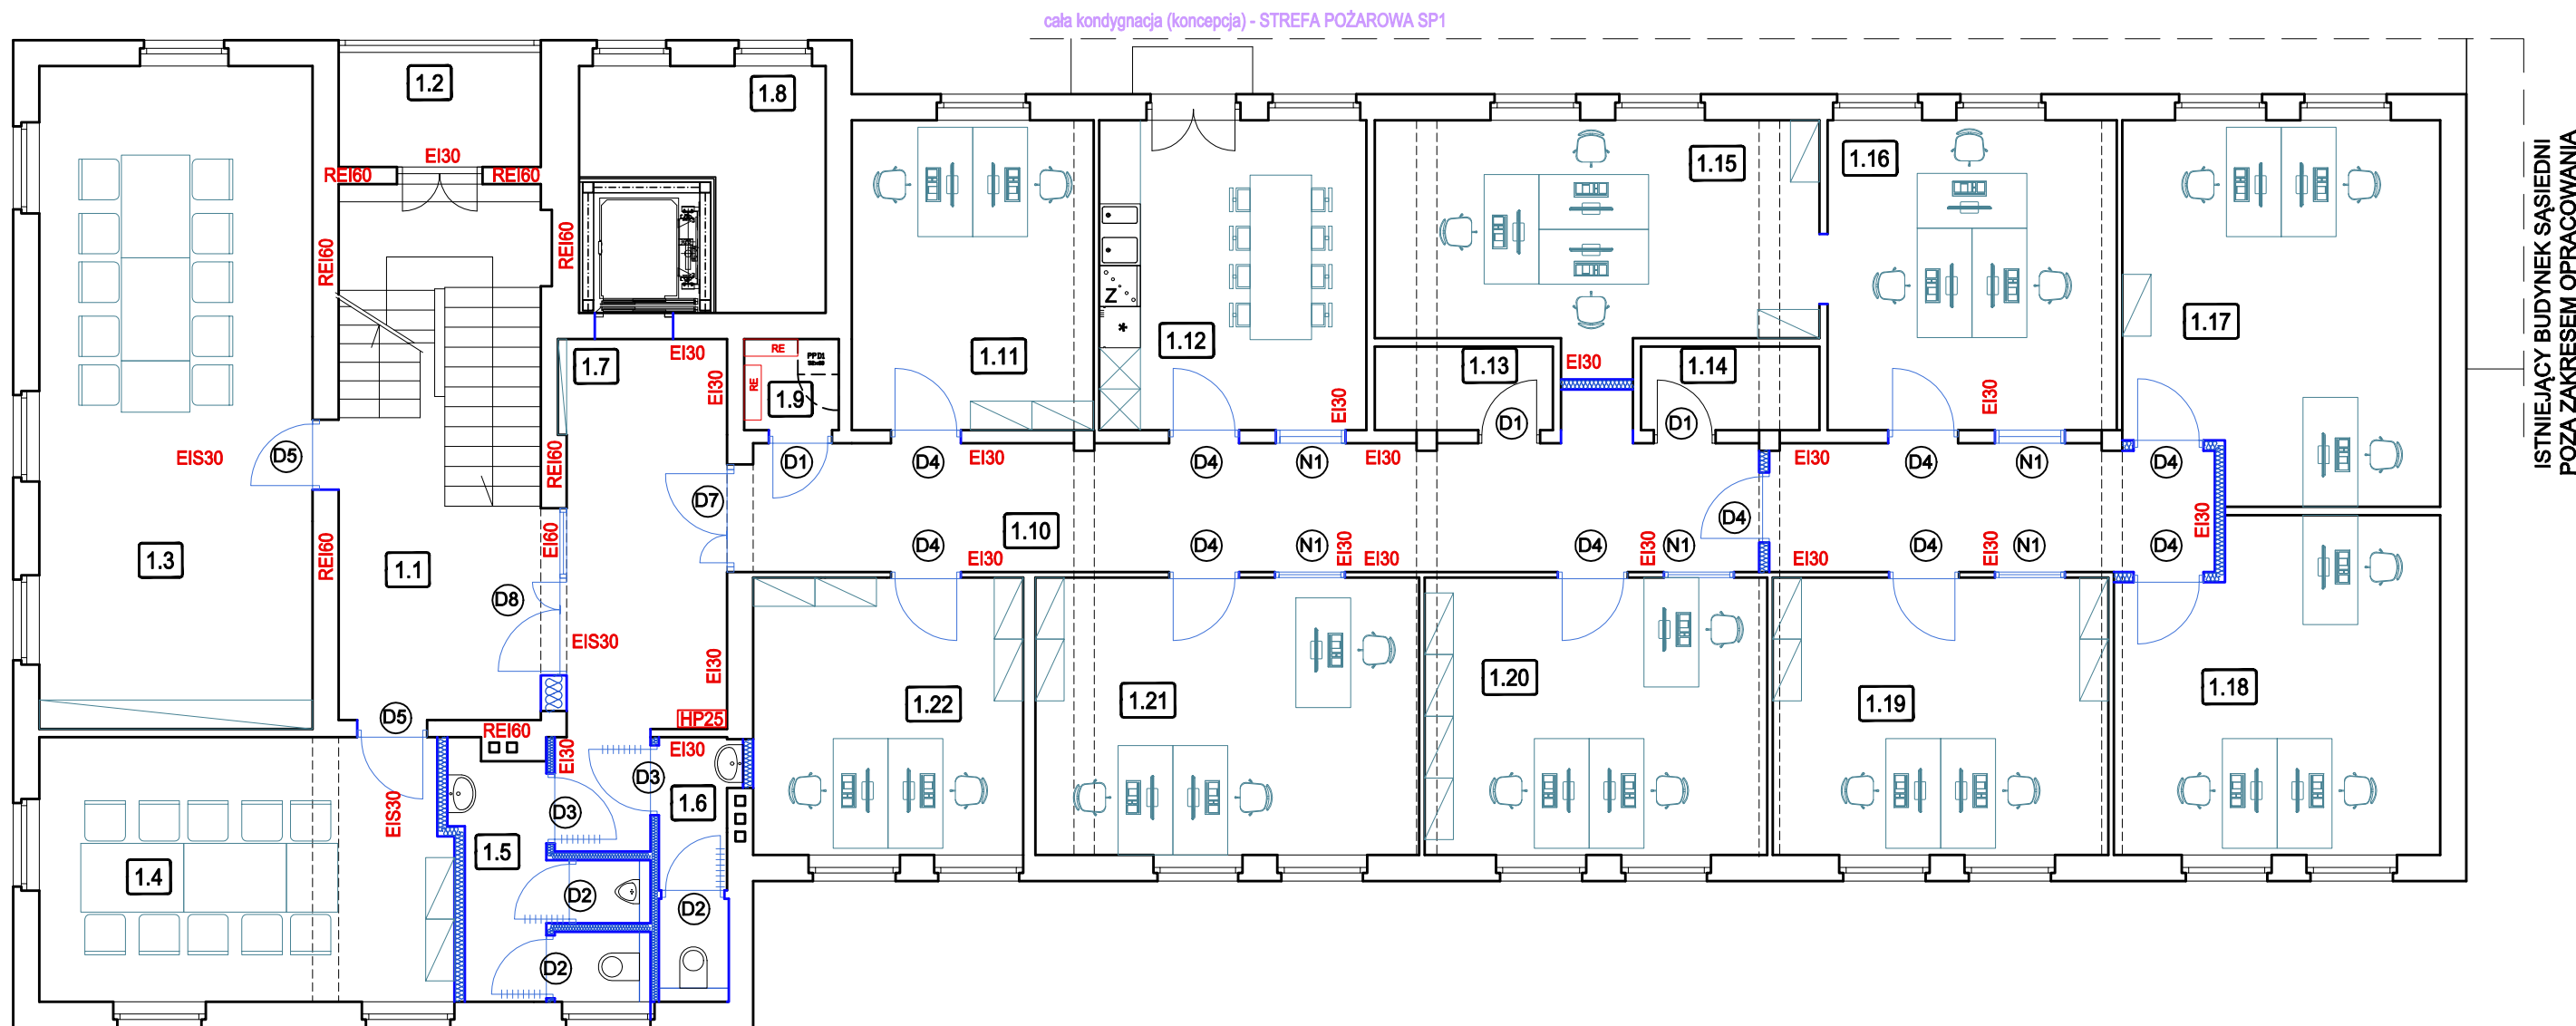 cała kondygnacja (koncepcja) - STREFA POŻAROWA SP1
1.2
1.8
EI30
REI60
REI60
1.15
1.16
ISTNIEJĄCY BUDYNEK SĄSIEDNI
POZA ZAKRESEM OPRACOWANIA
REI60
REI60
Z
*
1.17
1.7
EI30
RE
PPD1
1.11
1.12
1.13
EI30
1.14
EI30
RE
1.9
EI30
EI30
D5
EIS30
REI60
D1
D4
EI30
D4
N1
EI30
D1
D1
EI30
D4
N1
D4
D7
D4
EI30
1.10
1.3
REI60
1.1
EI60
D4
EI30
D4
N1
EI30
EI30
D4
EI30
N1
EI30
D4
EI30
N1
D4
D8
EIS30
EI30
1.22
1.21
1.20
1.19
1.18
D5
REI60
HP25
EI30
EI30
D3
1.6
EIS30
D3
1.5
1.4
D2
D2
D2